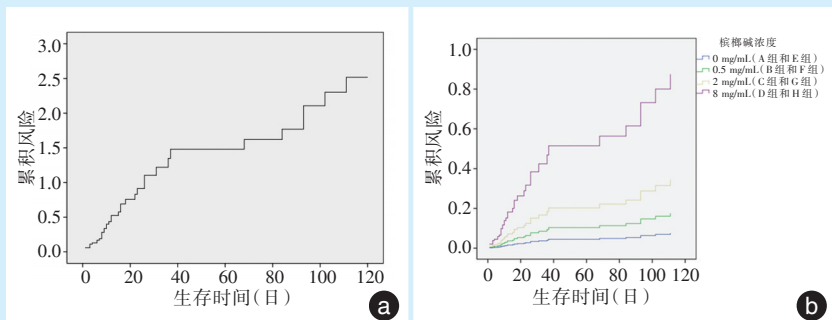 3.0
2.5
2.0
1.5
1.0
0.5
0.0
累积风险
0 20 40 60 80 100 120
生存时间(日)
a
1.0
0.8
0.6
0.4
0.2
0.0
累积风险
0 20 40 60 80 100 120
生存时间(日)
槟榔碱浓度
0 mg/mL(A组和E组)
0.5 mg/mL(B组和F组)
2 mg/mL(C组和G组)
8 mg/mL(D组和H组)
b